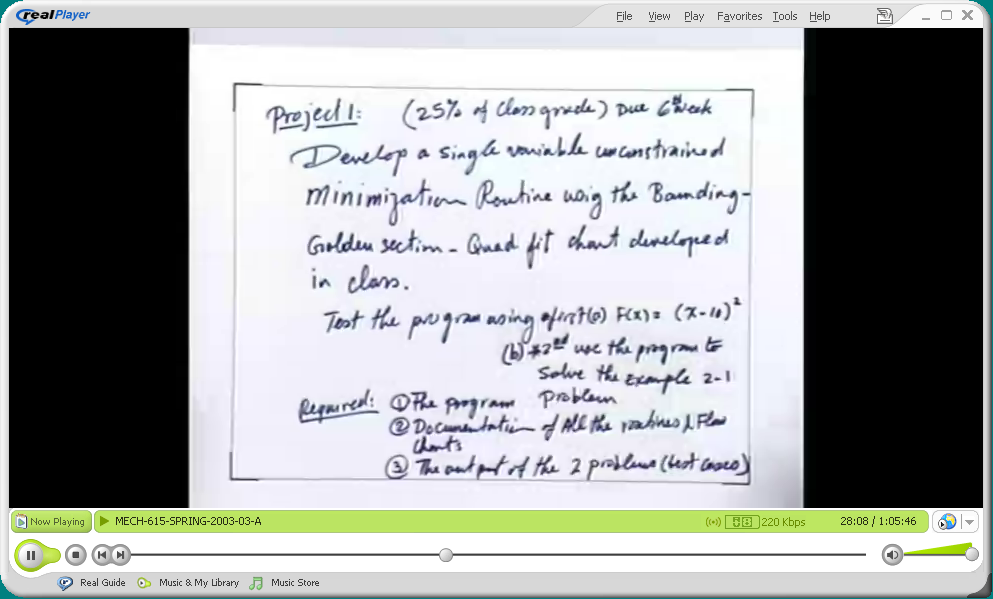 realPlayer
File View Play Favorites Tools Help
Project 1: (25% of class grade) Due 6th week
Develop a single variable unconstrained
Minimization Routine using the Bounding-
Golden section - Quad fit chart developed
in class.
Test the program using first (a) F(x) = (x-10)²
(b) 2nd use the program to
solve the Example 2-1
Problem
Required: ① The program
② Documentation of All the routines & Flow
charts
③ The output of the 2 problems (test cases)
Now Playing MECH-615-SPRING-2003-03-A 220 Kbps 28:08 / 1:05:46
Real Guide Music & My Library Music Store